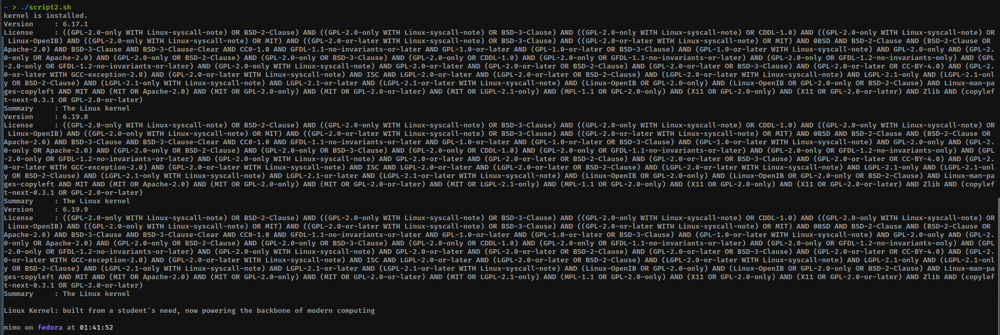 ~ > ./script2.sh
kernel is installed.
Version     : 6.17.1
License     : ((GPL-2.0-only WITH Linux-syscall-note) OR BSD-2-Clause) AND ((GPL-2.0-only WITH Linux-syscall-note) OR BSD-3-Clause) AND ((GPL-2.0-only WITH Linux-syscall-note) OR CDDL-1.0) AND ((GPL-2.0-only WITH Linux-syscall-note) OR
 Linux-OpenIB) AND ((GPL-2.0-only WITH Linux-syscall-note) OR MIT) AND ((GPL-2.0-or-later WITH Linux-syscall-note) OR BSD-3-Clause) AND ((GPL-2.0-or-later WITH Linux-syscall-note) OR MIT) AND 0BSD AND BSD-2-Clause AND (BSD-2-Clause OR
Apache-2.0) AND BSD-3-Clause AND BSD-3-Clause-Clear AND CC0-1.0 AND GFDL-1.1-no-invariants-or-later AND GPL-1.0-or-later AND (GPL-1.0-or-later OR BSD-3-Clause) AND (GPL-1.0-or-later WITH Linux-syscall-note) AND GPL-2.0-only AND (GPL-2.
0-only OR Apache-2.0) AND (GPL-2.0-only OR BSD-2-Clause) AND (GPL-2.0-only OR BSD-3-Clause) AND (GPL-2.0-only OR CDDL-1.0) AND (GPL-2.0-only OR GFDL-1.1-no-invariants-or-later) AND (GPL-2.0-only OR GFDL-1.2-no-invariants-only) AND (GPL
-2.0-only OR GFDL-1.2-no-invariants-or-later) AND (GPL-2.0-only WITH Linux-syscall-note) AND GPL-2.0-or-later AND (GPL-2.0-or-later OR BSD-2-Clause) AND (GPL-2.0-or-later OR BSD-3-Clause) AND (GPL-2.0-or-later OR CC-BY-4.0) AND (GPL-2.
0-or-later WITH GCC-exception-2.0) AND (GPL-2.0-or-later WITH Linux-syscall-note) AND ISC AND LGPL-2.0-or-later AND (LGPL-2.0-or-later OR BSD-2-Clause) AND (LGPL-2.0-or-later WITH Linux-syscall-note) AND LGPL-2.1-only AND (LGPL-2.1-onl
y OR BSD-2-Clause) AND (LGPL-2.1-only WITH Linux-syscall-note) AND LGPL-2.1-or-later AND (LGPL-2.1-or-later WITH Linux-syscall-note) AND (Linux-OpenIB OR GPL-2.0-only) AND (Linux-OpenIB OR GPL-2.0-only OR BSD-2-Clause) AND Linux-man-pa
ges-copyleft AND MIT AND (MIT OR Apache-2.0) AND (MIT OR GPL-2.0-only) AND (MIT OR GPL-2.0-or-later) AND (MIT OR LGPL-2.1-only) AND (MPL-1.1 OR GPL-2.0-only) AND (X11 OR GPL-2.0-only) AND (X11 OR GPL-2.0-or-later) AND Zlib AND (copylef
t-next-0.3.1 OR GPL-2.0-or-later)
Summary     : The Linux kernel
Version     : 6.19.8
License     : ((GPL-2.0-only WITH Linux-syscall-note) OR BSD-2-Clause) AND ((GPL-2.0-only WITH Linux-syscall-note) OR BSD-3-Clause) AND ((GPL-2.0-only WITH Linux-syscall-note) OR CDDL-1.0) AND ((GPL-2.0-only WITH Linux-syscall-note) OR
 Linux-OpenIB) AND ((GPL-2.0-only WITH Linux-syscall-note) OR MIT) AND ((GPL-2.0-or-later WITH Linux-syscall-note) OR BSD-3-Clause) AND ((GPL-2.0-or-later WITH Linux-syscall-note) OR MIT) AND 0BSD AND BSD-2-Clause AND (BSD-2-Clause OR
Apache-2.0) AND BSD-3-Clause AND BSD-3-Clause-Clear AND CC0-1.0 AND GFDL-1.1-no-invariants-or-later AND GPL-1.0-or-later AND (GPL-1.0-or-later OR BSD-3-Clause) AND (GPL-1.0-or-later WITH Linux-syscall-note) AND GPL-2.0-only AND (GPL-2.
0-only OR Apache-2.0) AND (GPL-2.0-only OR BSD-2-Clause) AND (GPL-2.0-only OR BSD-3-Clause) AND (GPL-2.0-only OR CDDL-1.0) AND (GPL-2.0-only OR GFDL-1.1-no-invariants-or-later) AND (GPL-2.0-only OR GFDL-1.2-no-invariants-only) AND (GPL
-2.0-only OR GFDL-1.2-no-invariants-or-later) AND (GPL-2.0-only WITH Linux-syscall-note) AND GPL-2.0-or-later AND (GPL-2.0-or-later OR BSD-2-Clause) AND (GPL-2.0-or-later OR BSD-3-Clause) AND (GPL-2.0-or-later OR CC-BY-4.0) AND (GPL-2.
0-or-later WITH GCC-exception-2.0) AND (GPL-2.0-or-later WITH Linux-syscall-note) AND ISC AND LGPL-2.0-or-later AND (LGPL-2.0-or-later OR BSD-2-Clause) AND (LGPL-2.0-or-later WITH Linux-syscall-note) AND LGPL-2.1-only AND (LGPL-2.1-onl
y OR BSD-2-Clause) AND (LGPL-2.1-only WITH Linux-syscall-note) AND LGPL-2.1-or-later AND (LGPL-2.1-or-later WITH Linux-syscall-note) AND (Linux-OpenIB OR GPL-2.0-only) AND (Linux-OpenIB OR GPL-2.0-only OR BSD-2-Clause) AND Linux-man-pa
ges-copyleft AND MIT AND (MIT OR Apache-2.0) AND (MIT OR GPL-2.0-only) AND (MIT OR GPL-2.0-or-later) AND (MIT OR LGPL-2.1-only) AND (MPL-1.1 OR GPL-2.0-only) AND (X11 OR GPL-2.0-only) AND (X11 OR GPL-2.0-or-later) AND Zlib AND (copylef
t-next-0.3.1 OR GPL-2.0-or-later)
Summary     : The Linux kernel
Version     : 6.19.9
License     : ((GPL-2.0-only WITH Linux-syscall-note) OR BSD-2-Clause) AND ((GPL-2.0-only WITH Linux-syscall-note) OR BSD-3-Clause) AND ((GPL-2.0-only WITH Linux-syscall-note) OR CDDL-1.0) AND ((GPL-2.0-only WITH Linux-syscall-note) OR
 Linux-OpenIB) AND ((GPL-2.0-only WITH Linux-syscall-note) OR MIT) AND ((GPL-2.0-or-later WITH Linux-syscall-note) OR BSD-3-Clause) AND ((GPL-2.0-or-later WITH Linux-syscall-note) OR MIT) AND 0BSD AND BSD-2-Clause AND (BSD-2-Clause OR
Apache-2.0) AND BSD-3-Clause AND BSD-3-Clause-Clear AND CC0-1.0 AND GFDL-1.1-no-invariants-or-later AND GPL-1.0-or-later AND (GPL-1.0-or-later OR BSD-3-Clause) AND (GPL-1.0-or-later WITH Linux-syscall-note) AND GPL-2.0-only AND (GPL-2.
0-only OR Apache-2.0) AND (GPL-2.0-only OR BSD-2-Clause) AND (GPL-2.0-only OR BSD-3-Clause) AND (GPL-2.0-only OR CDDL-1.0) AND (GPL-2.0-only OR GFDL-1.1-no-invariants-or-later) AND (GPL-2.0-only OR GFDL-1.2-no-invariants-only) AND (GPL
-2.0-only OR GFDL-1.2-no-invariants-or-later) AND (GPL-2.0-only WITH Linux-syscall-note) AND GPL-2.0-or-later AND (GPL-2.0-or-later OR BSD-2-Clause) AND (GPL-2.0-or-later OR BSD-3-Clause) AND (GPL-2.0-or-later OR CC-BY-4.0) AND (GPL-2.
0-or-later WITH GCC-exception-2.0) AND (GPL-2.0-or-later WITH Linux-syscall-note) AND ISC AND LGPL-2.0-or-later AND (LGPL-2.0-or-later OR BSD-2-Clause) AND (LGPL-2.0-or-later WITH Linux-syscall-note) AND LGPL-2.1-only AND (LGPL-2.1-onl
y OR BSD-2-Clause) AND (LGPL-2.1-only WITH Linux-syscall-note) AND LGPL-2.1-or-later AND (LGPL-2.1-or-later WITH Linux-syscall-note) AND (Linux-OpenIB OR GPL-2.0-only) AND (Linux-OpenIB OR GPL-2.0-only OR BSD-2-Clause) AND Linux-man-pa
ges-copyleft AND MIT AND (MIT OR Apache-2.0) AND (MIT OR GPL-2.0-only) AND (MIT OR GPL-2.0-or-later) AND (MIT OR LGPL-2.1-only) AND (MPL-1.1 OR GPL-2.0-only) AND (X11 OR GPL-2.0-only) AND (X11 OR GPL-2.0-or-later) AND Zlib AND (copylef
t-next-0.3.1 OR GPL-2.0-or-later)
Summary     : The Linux kernel
Linux Kernel: built from a student's need, now powering the backbone of modern computing
mimo on fedora at 01:41:52